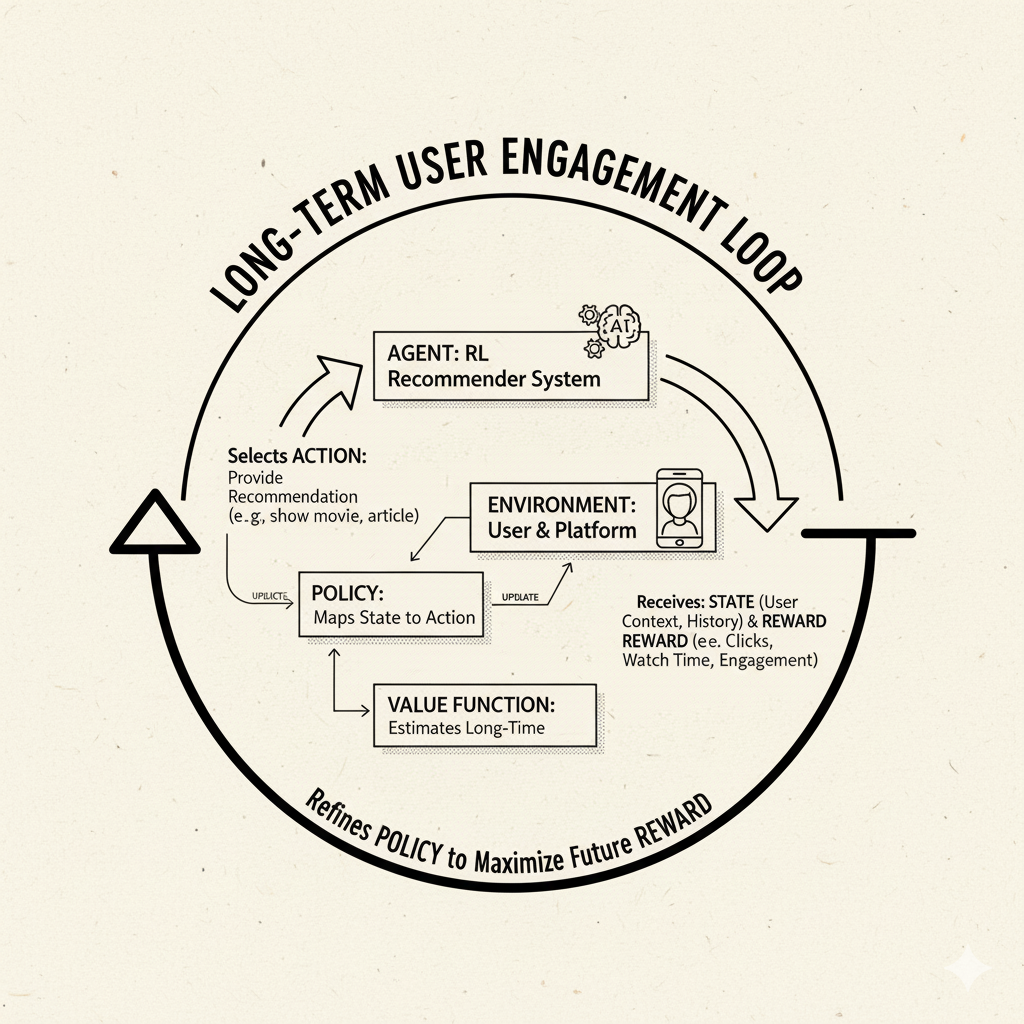 LONG-TERM USER ENGAGEMENT LOOP
AI
AGENT: RL
Recommender System
Selects ACTION:
Provide
Recommendation
(e.g., show movie, article)
ENVIRONMENT:
User & Platform
POLICY:
Maps State to Action
UPDLATE
Receives: STATE (User
Context, History) & REWARD
REWARD (ee. Clicks,
Watch Time, Engagement)
VALUE FUNCTION:
Estimates Long-Time
Refines POLICY to Maximize Future REWARD